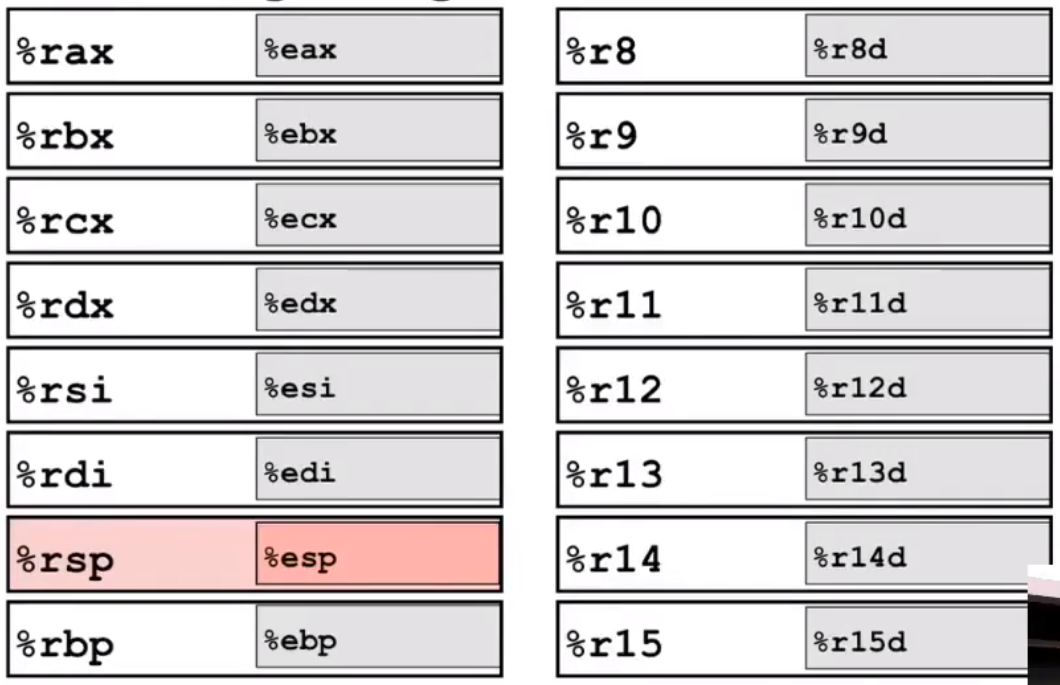 %rax %eax
%rbx %ebx
%rcx %ecx
%rdx %edx
%rsi %esi
%rdi %edi
%rsp %esp
%rbp %ebp
%r8 %r8d
%r9 %r9d
%r10 %r10d
%r11 %r11d
%r12 %r12d
%r13 %r13d
%r14 %r14d
%r15 %r15d